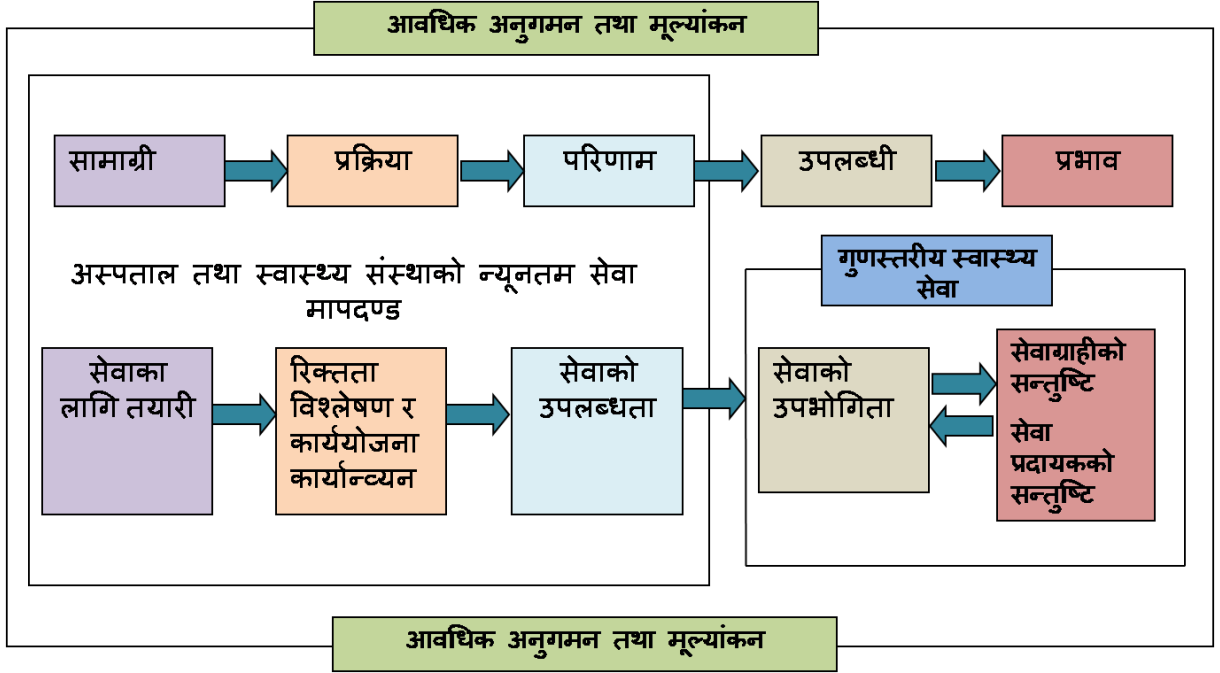 आवधिक अनुगमन तथा मूल्यांकन
सामाग्री
प्रक्रिया
परिणाम
उपलब्धी
प्रभाव
अस्पताल तथा स्वास्थ्य संस्थाको न्यूनतम सेवा
मापदण्ड
गुणस्तरीय स्वास्थ्य
सेवा
सेवाका
लागि तयारी
रिक्तता
विश्लेषण र
कार्ययोजना
कार्यान्व्यन
सेवाको
उपलब्धता
सेवाको
उपभोगिता
सेवाग्राहीको
सन्तुष्टि
सेवा
प्रदायकको
सन्तुष्टि
आवधिक अनुगमन तथा मूल्यांकन